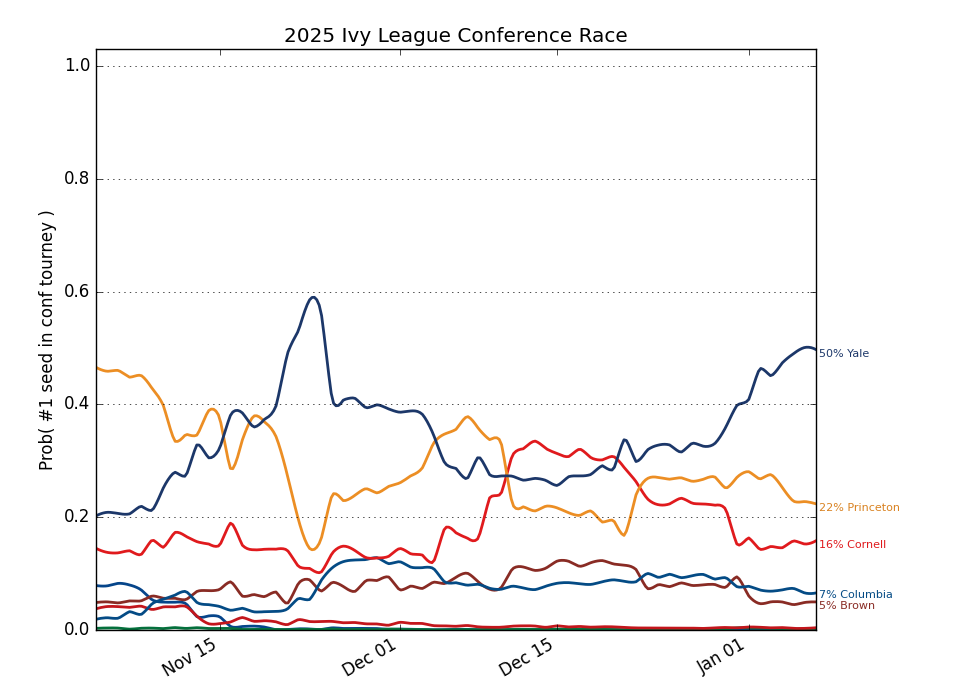 2025 Ivy League Conference Race
Prob( #1 seed in conf tourney )
1.0
0.8
0.6
0.4
0.2
0.0
Nov 15
Dec 01
Dec 15
Jan 01
50% Yale
22% Princeton
16% Cornell
7% Columbia
5% Brown